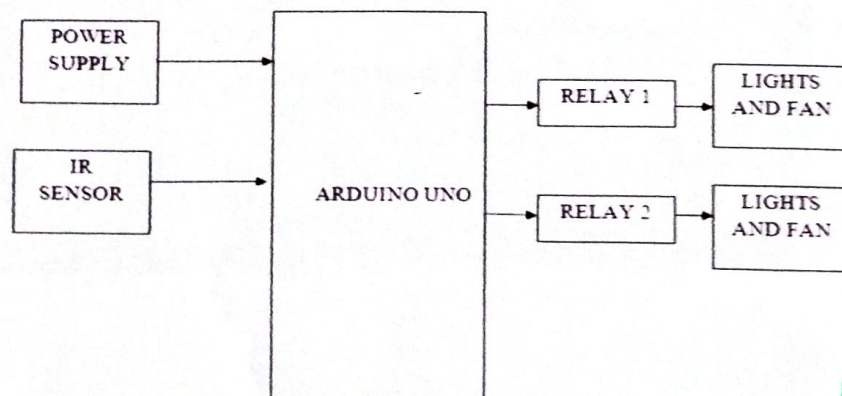 POWER
SUPPLY
IR
SENSOR
ARDUINO UNO
RELAY 1
LIGHTS
AND FAN
RELAY 2
LIGHTS
AND FAN